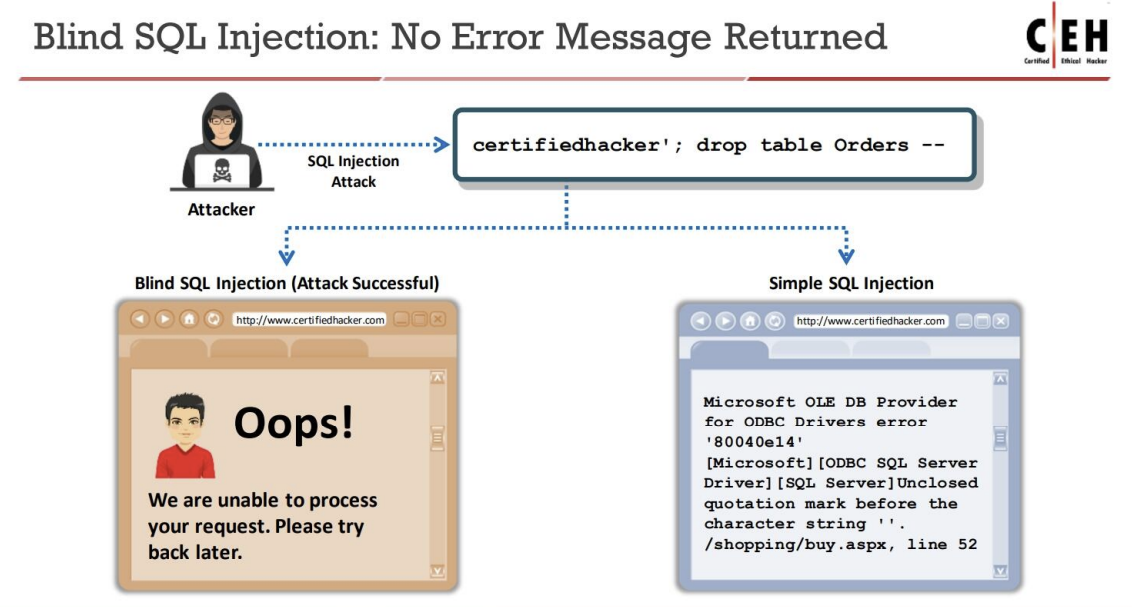 Blind SQL Injection: No Error Message Returned
CEH
Certified Ethical Hacker
certifiedhacker'; drop table Orders --
SQL Injection
Attack
Attacker
Blind SQL Injection (Attack Successful)
Simple SQL Injection
http://www.certifiedhacker.com
Oops!
We are unable to process
your request. Please try
back later.
http://www.certifiedhacker.com
Microsoft OLE DB Provider
for ODBC Drivers error
'80040e14'
[Microsoft][ODBC SQL Server
Driver][SQL Server]Unclosed
quotation mark before the
character string ''.
/shopping/buy.aspx, line 52